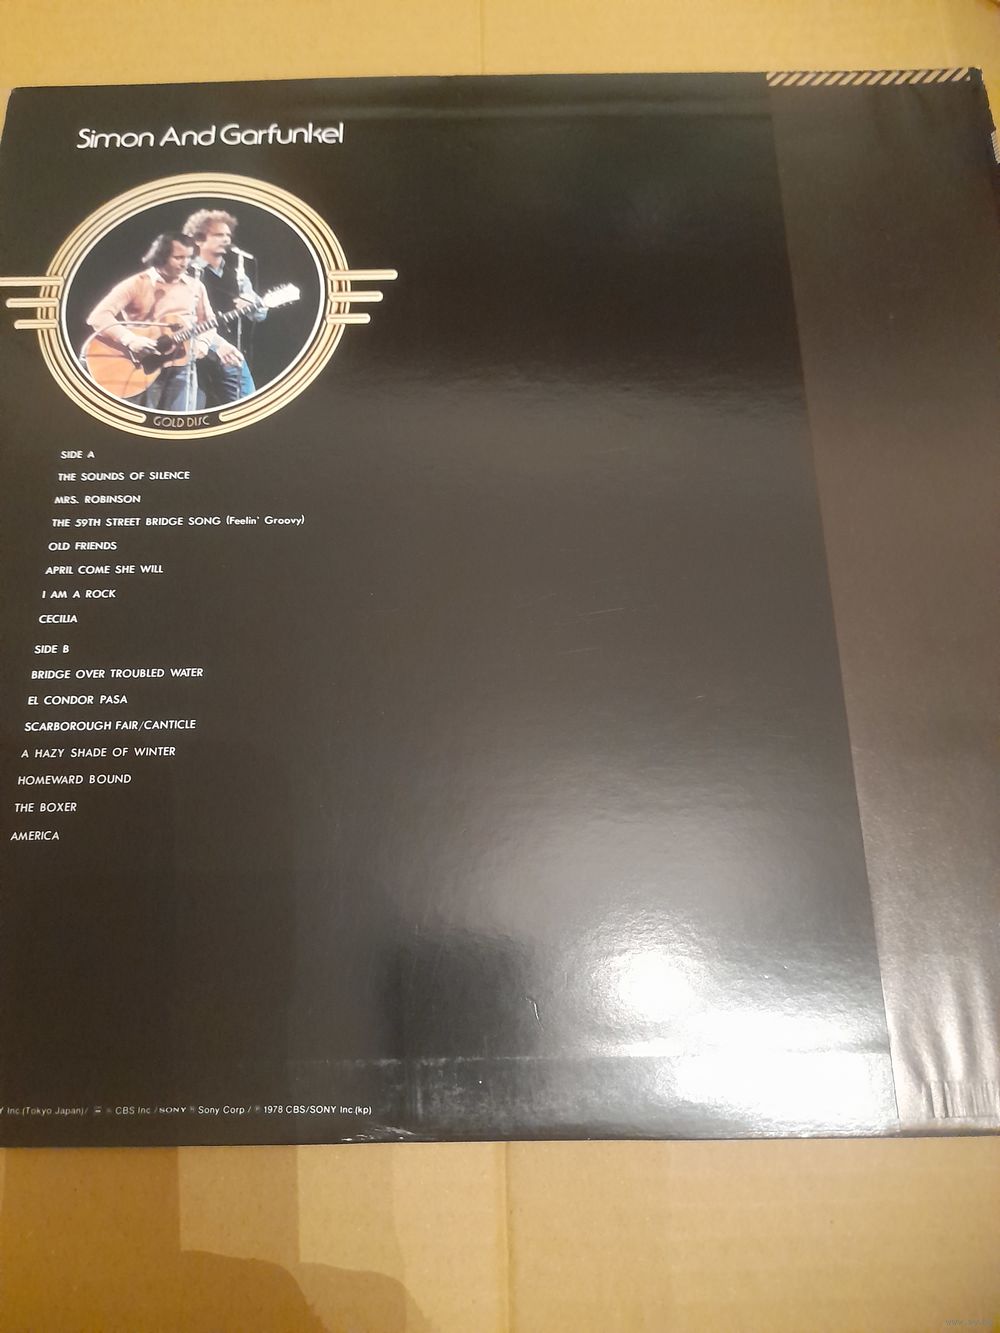 Simon And Garfunkel
GOLD DISC
SIDE A
THE SOUNDS OF SILENCE
MRS. ROBINSON
THE 59TH STREET BRIDGE SONG (Feelin' Groovy)
OLD FRIENDS
APRIL COME SHE WILL
I AM A ROCK
CECILIA
SIDE B
BRIDGE OVER TROUBLED WATER
EL CONDOR PASA
SCARBOROUGH FAIR/CANTICLE
A HAZY SHADE OF WINTER
HOMEWARD BOUND
THE BOXER
AMERICA
Y Inc.(Tokyo Japan)/ ® CBS Inc./SONY ® Sony Corp./℗ 1978 CBS/SONY Inc.(kp)